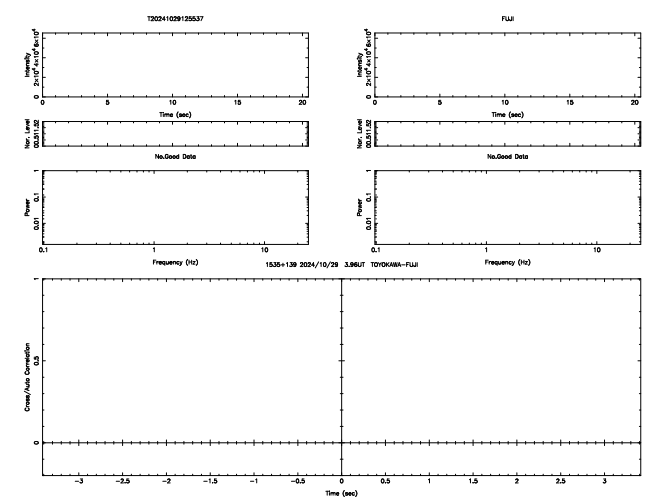 T20241029125537 FUJI
Intensity 0 2×10⁴ 4×10⁴ 6×10⁴ Intensity 0 2×10⁴ 4×10⁴ 6×10⁴
0 5 10 15 20 0 5 10 15 20
Time (sec) Time (sec)
Nor. Level 0 0.5 1 1.5 2 Nor. Level 0 0.5 1 1.5 2
No.Good Data No.Good Data
Power 0.01 0.1 1 Power 0.01 0.1 1
0.1 1 10 0.1 1 10
Frequency (Hz) Frequency (Hz)
1535+139 2024/10/29 3.96UT TOYOKAWA-FUJI
Cross/Auto Correlation 0 0.5 1
-3 -2.5 -2 -1.5 -1 -0.5 0 0.5 1 1.5 2 2.5 3
Time (sec)